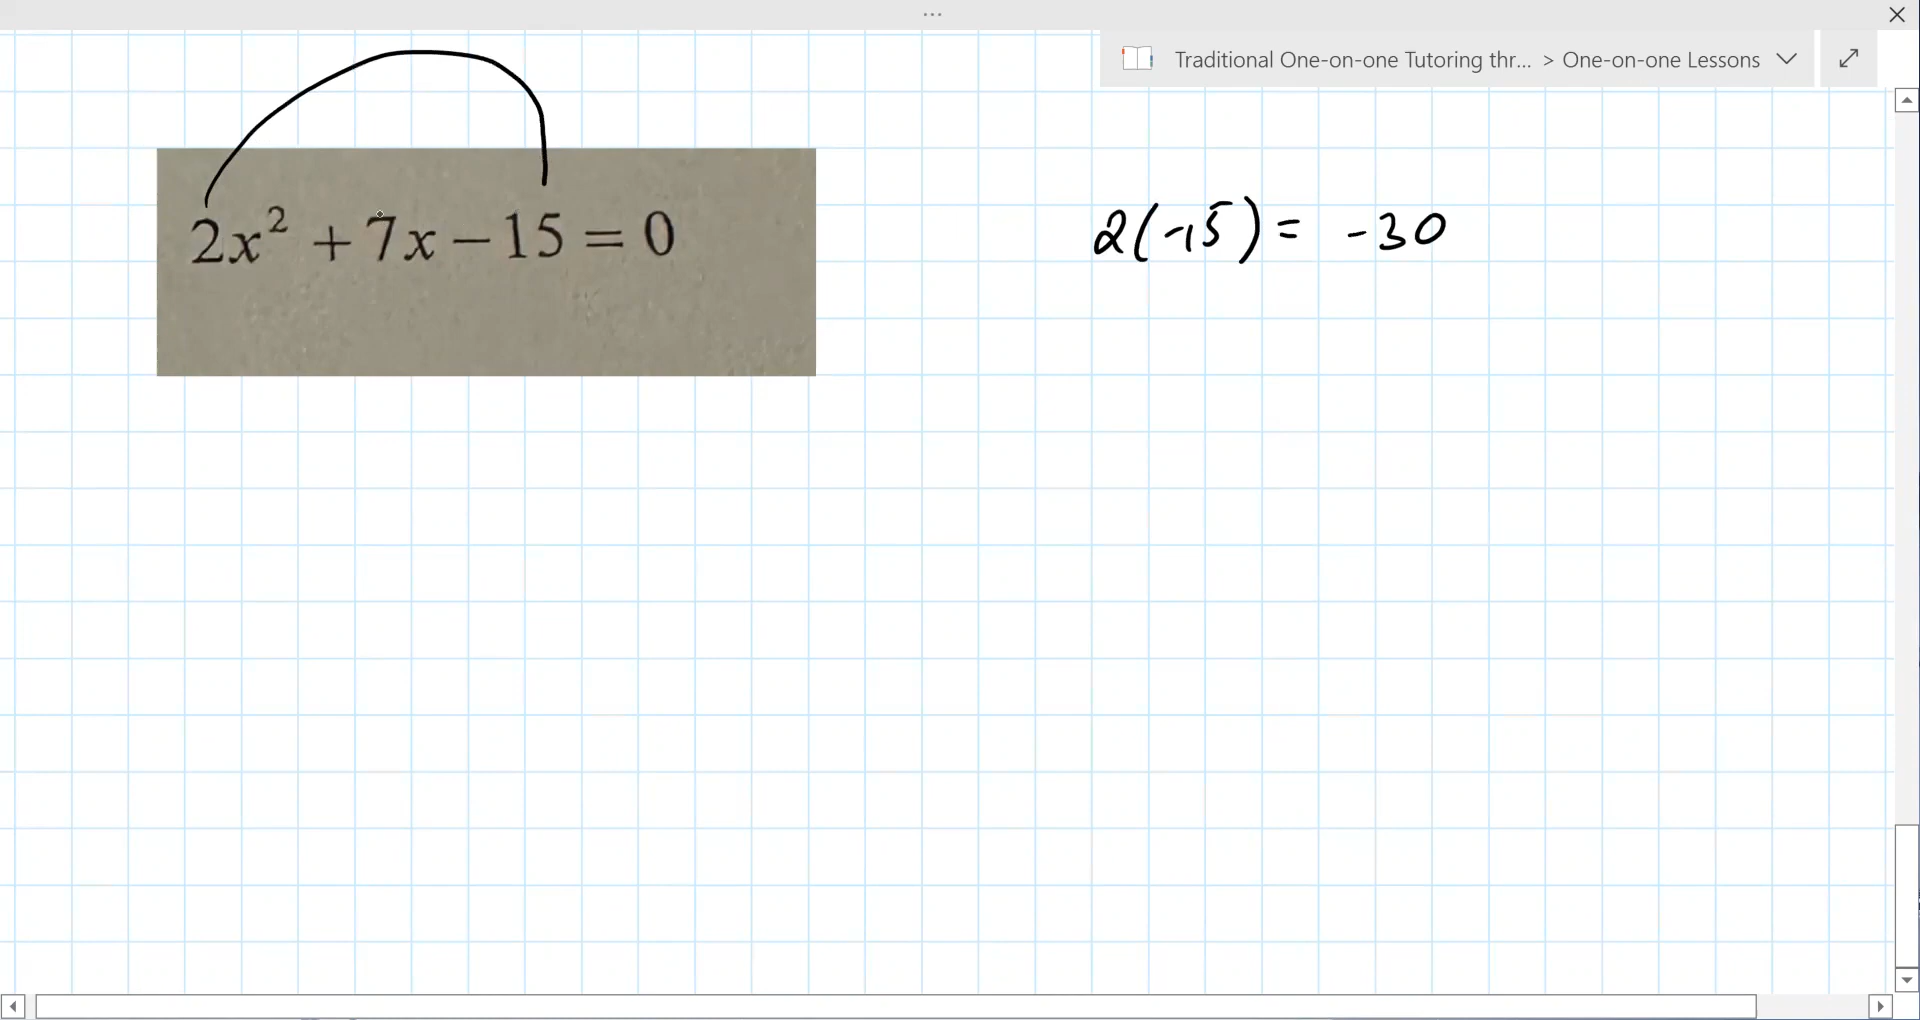 ...
Traditional One-on-one Tutoring thr... > One-on-one Lessons
2x² + 7x − 15 = 0
2(-15) = -30